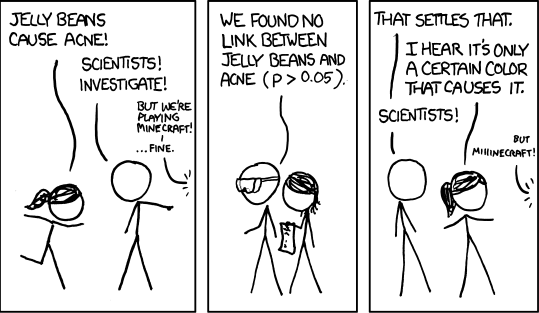 JELLY BEANS
CAUSE ACNE!
SCIENTISTS!
INVESTIGATE!
BUT WE'RE
PLAYING
MINECRAFT!
...FINE.
WE FOUND NO
LINK BETWEEN
JELLY BEANS AND
ACNE (P > 0.05).
THAT SETTLES THAT.
I HEAR IT'S ONLY
A CERTAIN COLOR
THAT CAUSES IT.
SCIENTISTS!
BUT
MIIINECRAFT!